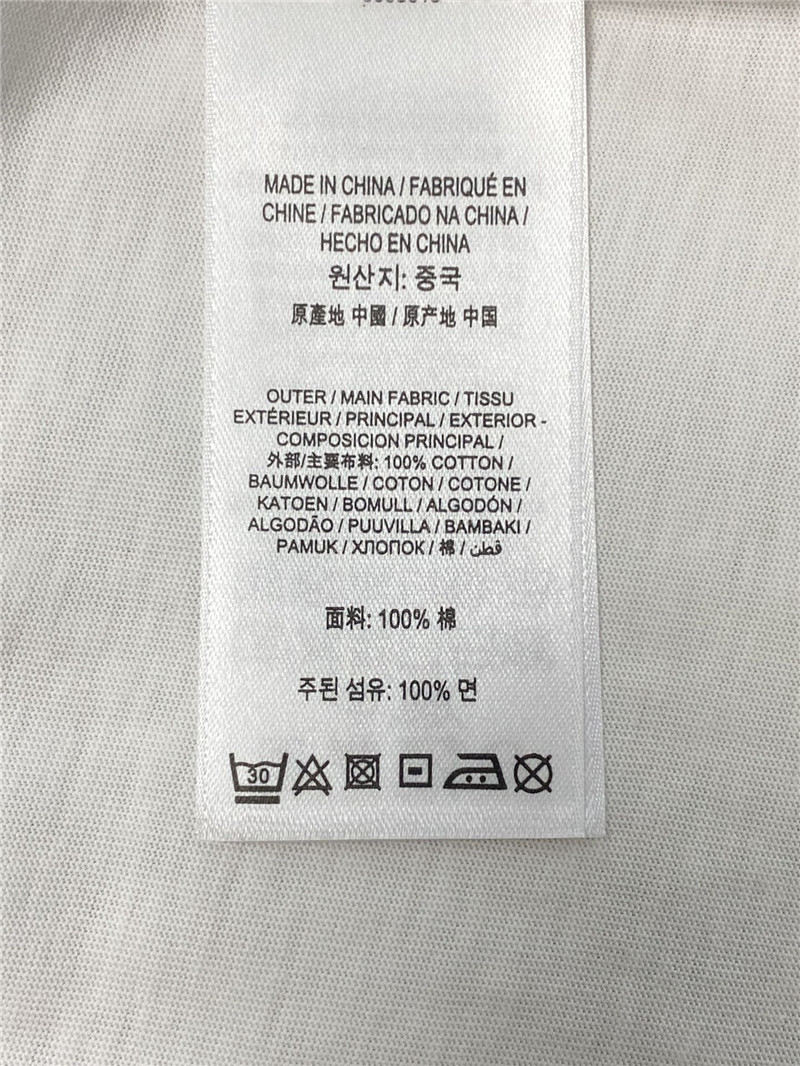 MADE IN CHINA / FABRIQUÉ EN
CHINE / FABRICADO NA CHINA /
HECHO EN CHINA
원산지: 중국
原產地 中國 / 原产地 中国
OUTER / MAIN FABRIC / TISSU
EXTÉRIEUR / PRINCIPAL / EXTERIOR -
COMPOSICION PRINCIPAL /
外部/主要布料: 100% COTTON /
BAUMWOLLE / COTON / COTONE /
KATOEN / BOMULL / ALGODÓN /
ALGODÃO / PUUVILLA / BAMBAKI /
PAMUK / ХЛОПОК / 棉 / قطن
面料: 100% 棉
주된 섬유: 100% 면
30